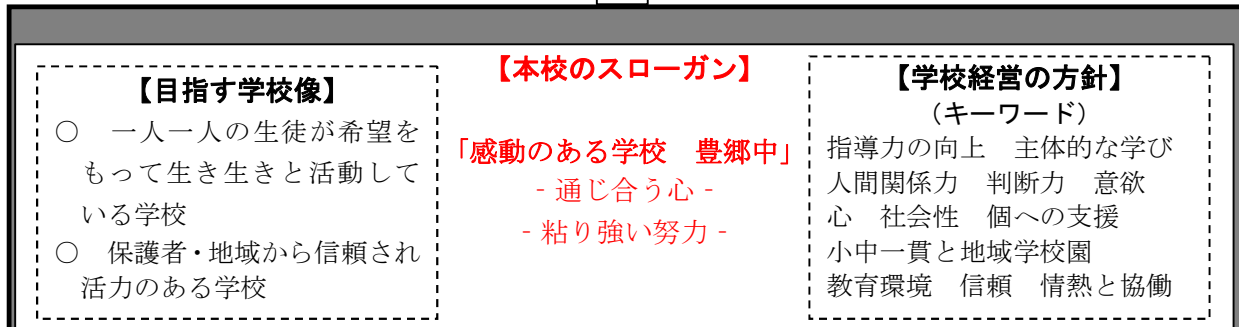 【目指す学校像】
○　一人一人の生徒が希望を
もって生き生きと活動して
いる学校
○　保護者・地域から信頼され
活力のある学校
【本校のスローガン】
「感動のある学校　豊郷中」
- 通じ合う心 -
- 粘り強い努力 -
【学校経営の方針】
（キーワード）
指導力の向上　主体的な学び
人間関係力　判断力　意欲
心　社会性　個への支援
小中一貫と地域学校園
教育環境　信頼　情熱と協働